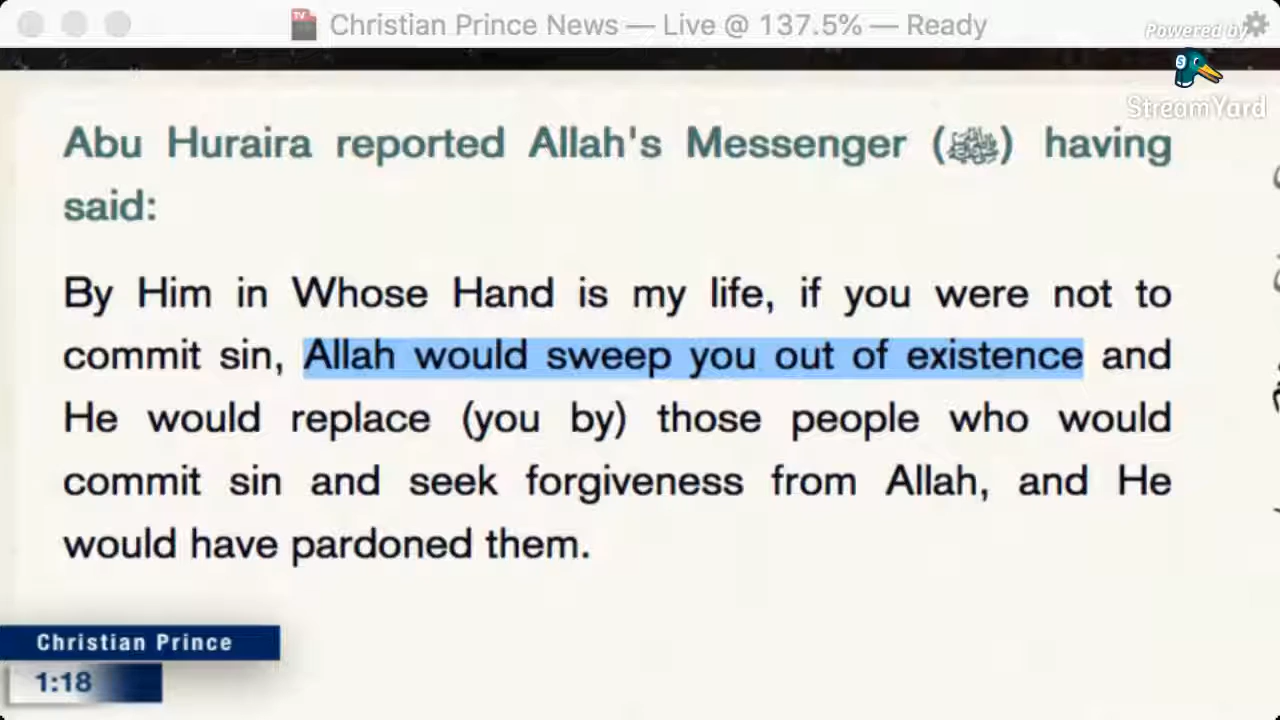 Christian Prince News — Live @ 137.5% — Ready
Powered by
StreamYard
Abu Huraira reported Allah's Messenger (ﷺ) having
said:
By Him in Whose Hand is my life, if you were not to
commit sin, Allah would sweep you out of existence and
He would replace (you by) those people who would
commit sin and seek forgiveness from Allah, and He
would have pardoned them.
Christian Prince
1:18